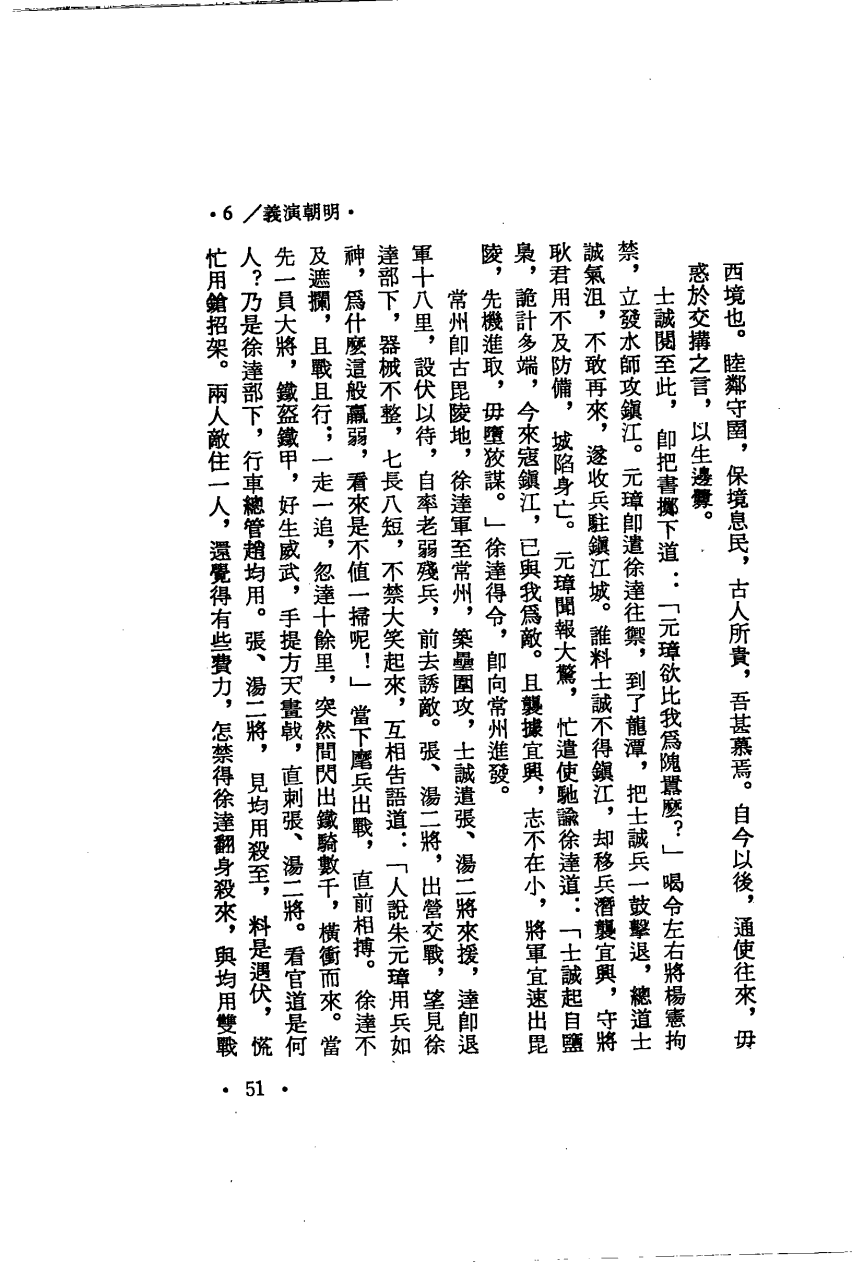 •6 ／義演朝明•
西境也。睦鄰守圉，保境息民，古人所貴，吾甚慕焉。自今以後，通使往來，毋
惑於交搆之言，以生邊釁。
士誠閱至此，卽把書擲下道：「元璋欲比我爲隗囂麽？」喝令左右將楊憲拘
禁，立發水師攻鎭江。元璋卽遣徐達往禦，到了龍潭，把士誠兵一鼓擊退，總道士
誠氣沮，不敢再來，遂收兵駐鎭江城。誰料士誠不得鎭江，却移兵潛襲宜興，守將
耿君用不及防備，城陷身亡。元璋聞報大驚，忙遣使馳諭徐達道：「士誠起自鹽
梟，詭計多端，今來寇鎭江，已與我爲敵。且襲據宜興，志不在小，將軍宜速出毘
陵，先機進取，毋墮狡謀。」徐達得令，卽向常州進發。
常州卽古毘陵地，徐達軍至常州，築壘圍攻，士誠遣張、湯二將來援，達卽退
軍十八里，設伏以待，自率老弱殘兵，前去誘敵。張、湯二將，出營交戰，望見徐
達部下，器械不整，七長八短，不禁大笑起來，互相告語道：「人說朱元璋用兵如
神，爲什麽這般羸弱，看來是不值一掃呢！」當下麾兵出戰，直前相搏。徐達不
及遮攔，且戰且行；一走一追，忽達十餘里，突然間閃出鐵騎數千，橫衝而來。當
先一員大將，鐵盔鐵甲，好生威武，手提方天畫戟，直刺張、湯二將。看官道是何
人？乃是徐達部下，行車總管趙均用。張、湯二將，見均用殺至，料是遇伏，慌
忙用鎗招架。兩人敵住一人，還覺得有些費力，怎禁得徐達翻身殺來，與均用雙戰
• 51 •